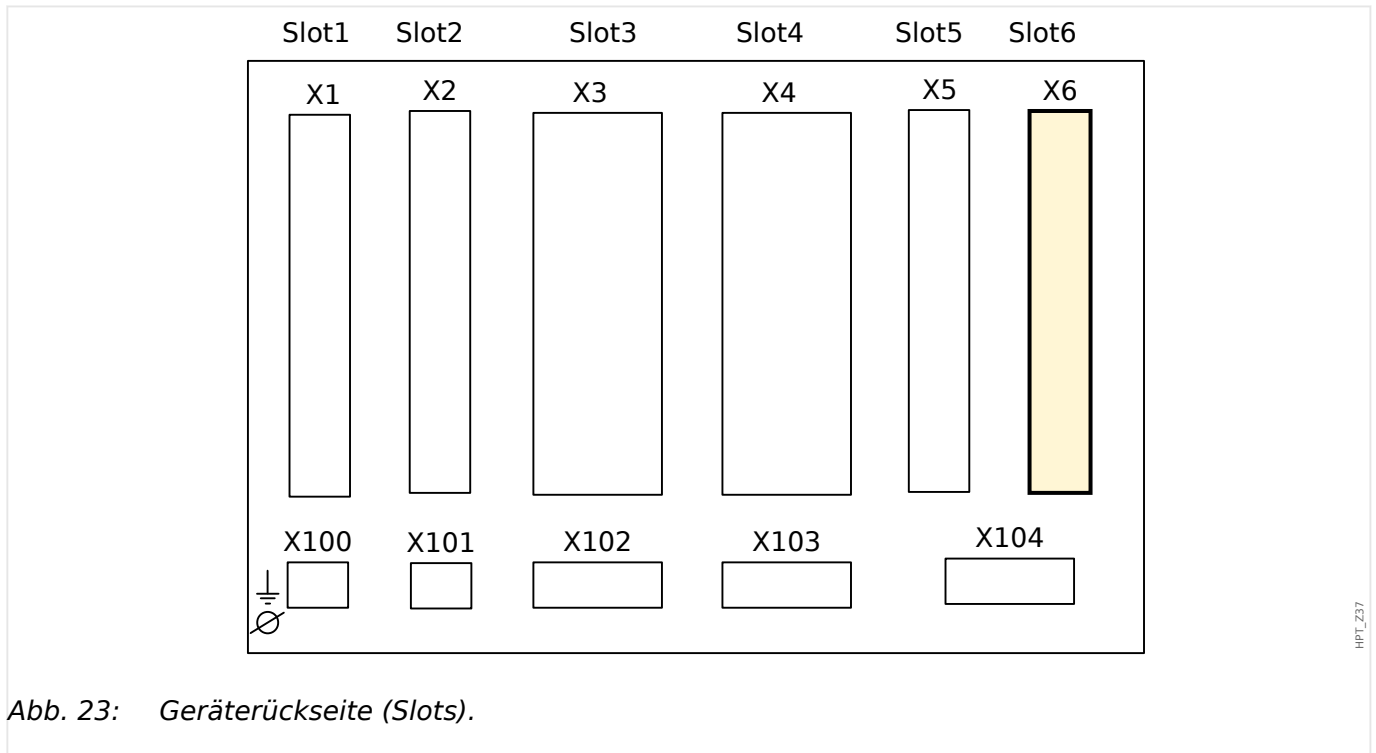 Slot1 Slot2 Slot3 Slot4 Slot5 Slot6
X1 X2 X3 X4 X5 X6
X100 X101 X102 X103 X104
HPT_Z37
Abb. 23: Geräterückseite (Slots).